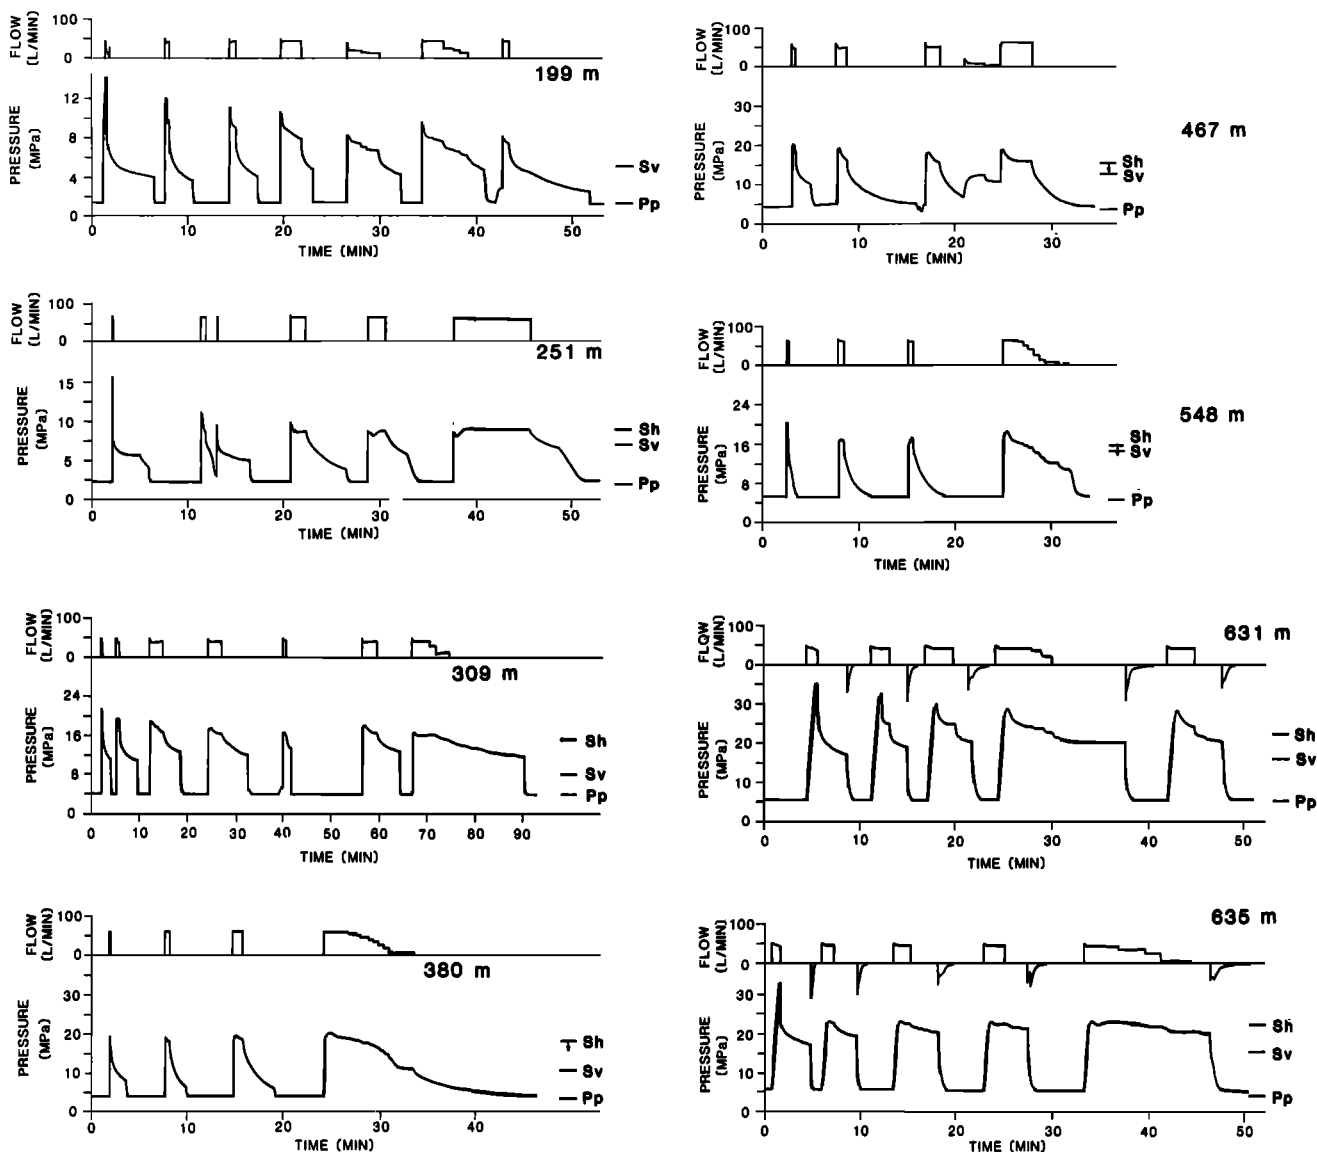 FLOW (L/MIN)
100
0
199 m
PRESSURE (MPa)
12
8
4
0
Sv
Pp
0 10 20 30 40 50
TIME (MIN)
FLOW (L/MIN)
100
0
251 m
PRESSURE (MPa)
15
10
5
0
Sh
Sv
Pp
0 10 20 30 40 50
TIME (MIN)
FLOW (L/MIN)
100
0
309 m
PRESSURE (MPa)
24
16
8
0
Sh
Sv
Pp
0 10 20 30 40 50 60 70 80 90
TIME (MIN)
FLOW (L/MIN)
100
0
380 m
PRESSURE (MPa)
30
20
10
0
Sh
Sv
Pp
0 10 20 30 40 50
TIME (MIN)
FLOW (L/MIN)
100
0
467 m
PRESSURE (MPa)
30
20
10
0
Sh
Sv
Pp
0 10 20 30
TIME (MIN)
FLOW (L/MIN)
100
0
548 m
PRESSURE (MPa)
24
16
8
0
Sh
Sv
Pp
0 10 20 30
TIME (MIN)
FLOW (L/MIN)
100
0
631 m
PRESSURE (MPa)
30
20
10
0
Sh
Sv
Pp
0 10 20 30 40 50
TIME (MIN)
FLOW (L/MIN)
100
0
635 m
PRESSURE (MPa)
30
20
10
0
Sh
Sv
Pp
0 10 20 30 40 50
TIME (MIN)